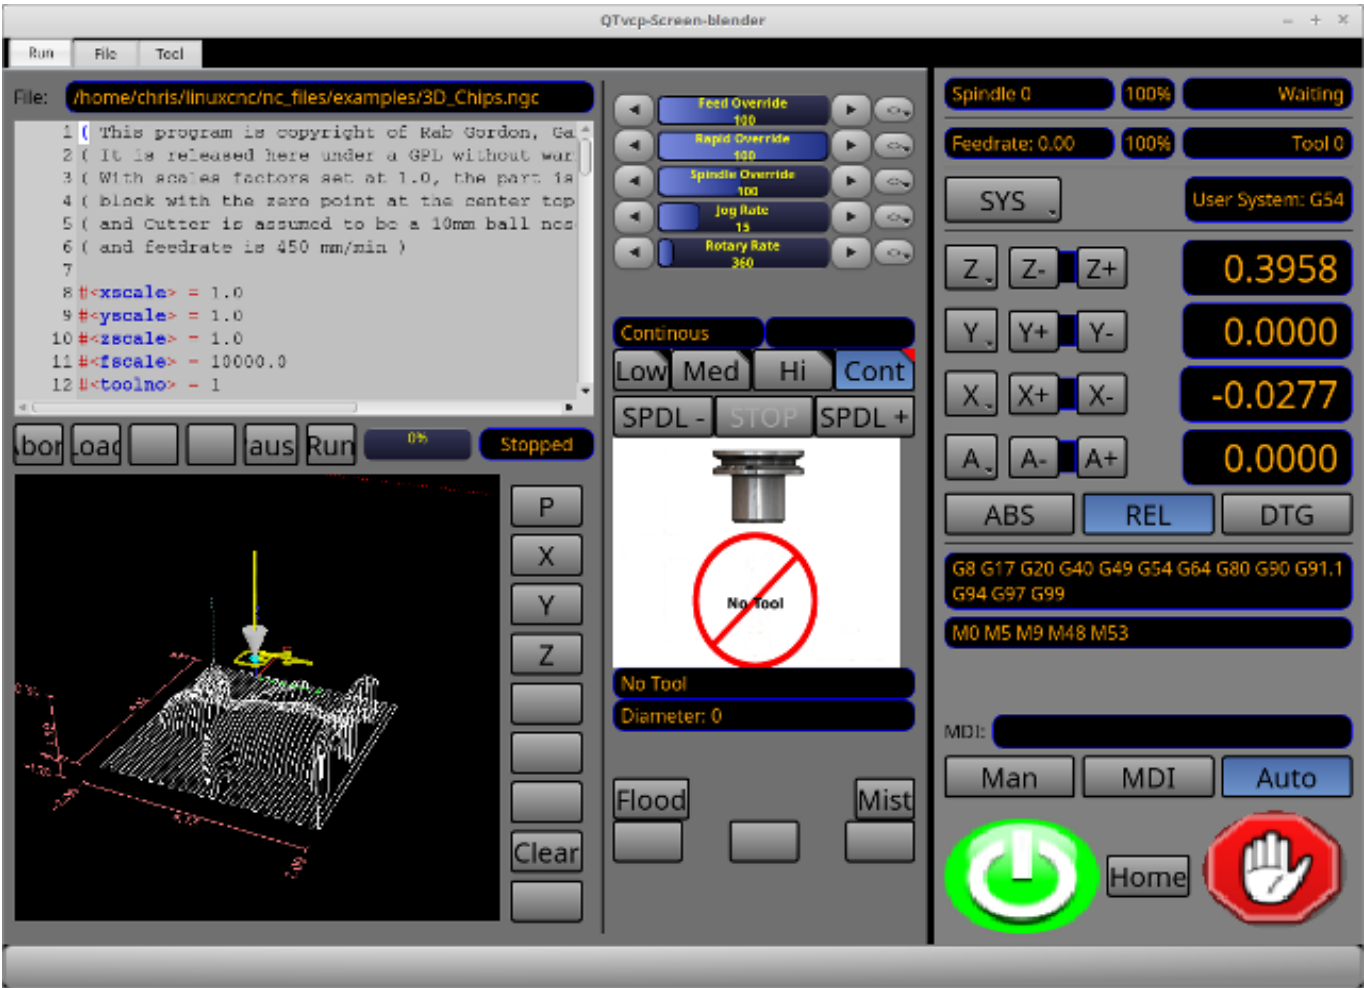 QTvcp-Screen-blender
Run File Tool
File: /home/chris/linuxcnc/nc_files/examples/3D_Chips.ngc
1 ( This program is copyright of Rab Gordon, Ga
2 ( It is released here under a GPL without war
3 ( With scales factors set at 1.0, the part is
4 ( block with the zero point at the center top
5 ( and Cutter is assumed to be a 10mm ball nos
6 ( and feedrate is 450 mm/min )
7
8 #<xscale> = 1.0
9 #<yscale> = 1.0
10 #<zscale> = 1.0
11 #<fscale> = 10000.0
12 #<toolno> = 1
\bor .oac 'aus Run 0% Stopped
P
X
Y
Z
Clear
Feed Override
100
Rapid Override
100
Spindle Override
100
Jog Rate
15
Rotary Rate
360
Continous
Low Med Hi Cont
SPDL - STOP SPDL +
No Tool
No Tool
Diameter: 0
Flood Mist
Spindle 0 100% Waiting
Feedrate: 0.00 100% Tool 0
SYS User System: G54
Z Z- Z+ 0.3958
Y Y+ Y- 0.0000
X X+ X- -0.0277
A A- A+ 0.0000
ABS REL DTG
G8 G17 G20 G40 G49 G54 G64 G80 G90 G91.1
G94 G97 G99
M0 M5 M9 M48 M53
MDI:
Man MDI Auto
Home